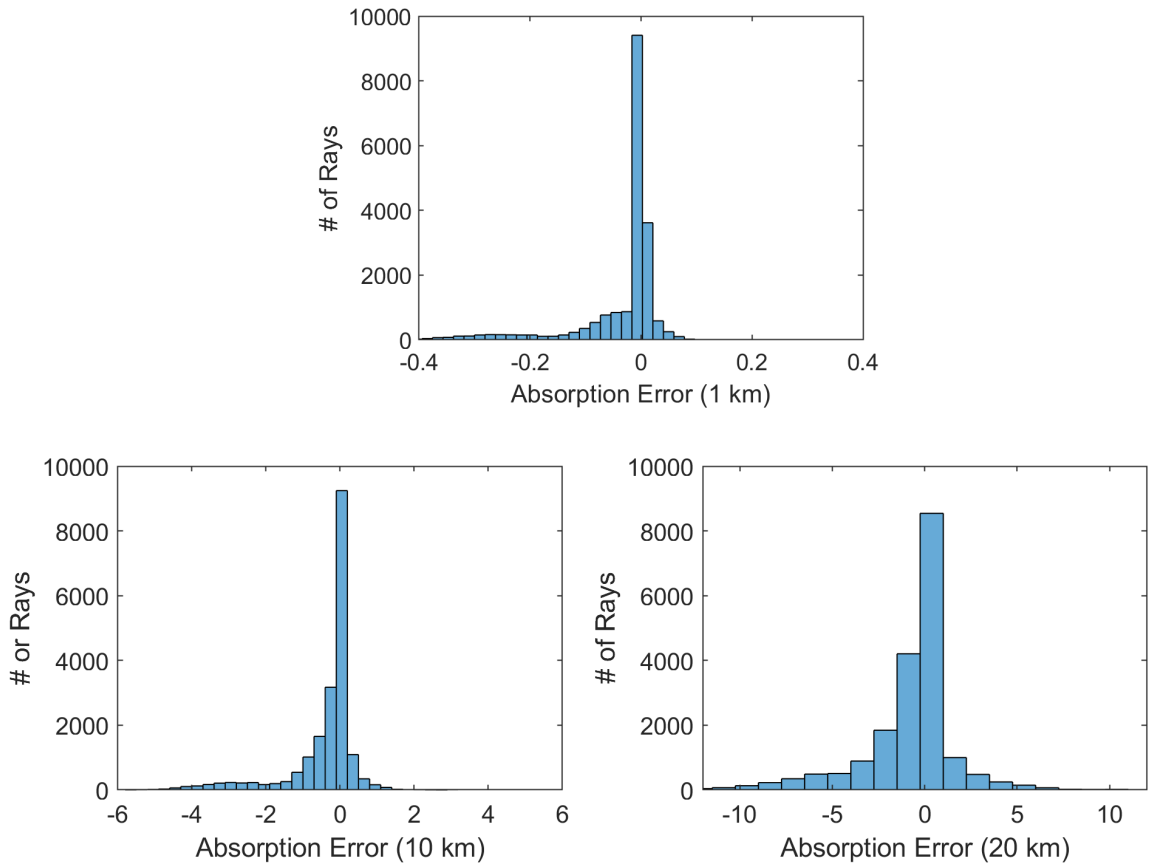 10000
8000
6000
4000
2000
0
# of Rays
-0.4 -0.2 0 0.2 0.4
Absorption Error (1 km)
10000
8000
6000
4000
2000
0
# or Rays
-6 -4 -2 0 2 4 6
Absorption Error (10 km)
10000
8000
6000
4000
2000
0
# of Rays
-10 -5 0 5 10
Absorption Error (20 km)